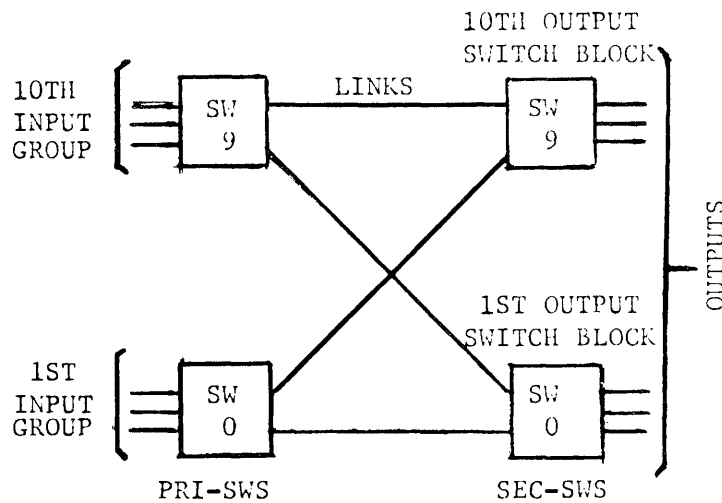 10TH OUTPUT
SWITCH BLOCK
10TH
INPUT
GROUP
SW
9
LINKS
SW
9
OUTPUTS
1ST OUTPUT
SWITCH BLOCK
1ST
INPUT
GROUP
SW
0
SW
0
PRI-SWS
SEC-SWS